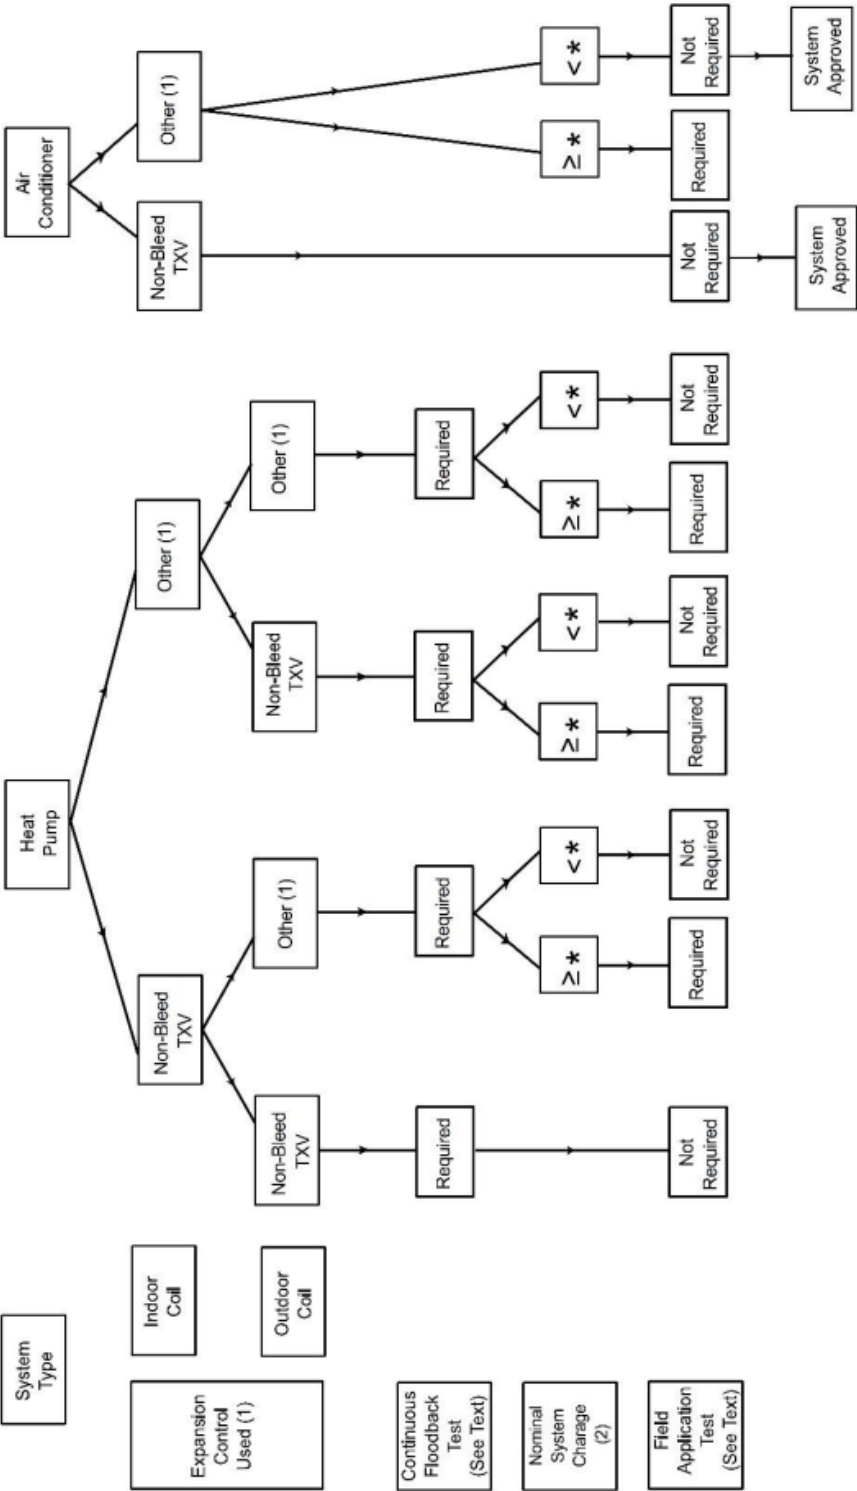 System
Type
Heat
Pump
Air
Conditioner
Expansion
Control
Used (1)
Indoor
Coil
Non-Bleed
TXV
Other (1)
Non-Bleed
TXV
Other (1)
Outdoor
Coil
Non-Bleed
TXV
Other (1)
Non-Bleed
TXV
Other (1)
Continuous
Floodback
Test
(See Text)
Required
Required
Required
Required
Nominal
System
Charage
(2)
≥*
<*
≥*
<*
≥*
<*
≥*
<*
Field
Application
Test
(See Text)
Not
Required
Required
Not
Required
Required
Not
Required
Required
Not
Required
Not
Required
Required
Not
Required
System
Approved
System
Approved